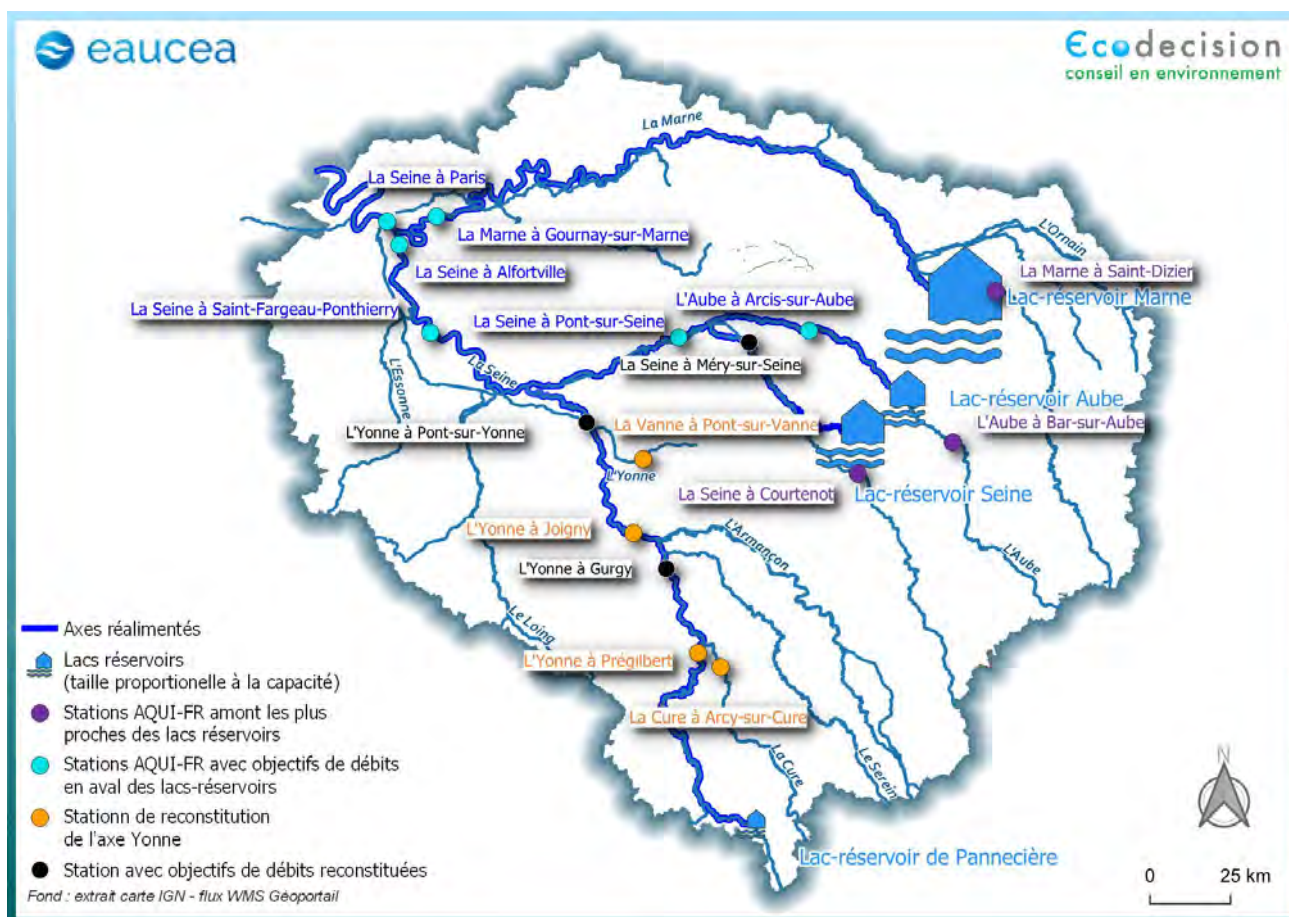 eaucea
Ecodecision
conseil en environnement
La Marne
La Seine à Paris
La Marne à Gournay-sur-Marne
L'Ornain
La Seine à Alfortville
La Marne à Saint-Dizier
Lac-réservoir Marne
La Seine à Saint-Fargeau-Ponthierry
La Seine à Pont-sur-Seine
L'Aube à Arcis-sur-Aube
La Seine
La Seine à Méry-sur-Seine
L'Essonne
Lac-réservoir Aube
L'Aube à Bar-sur-Aube
L'Yonne à Pont-sur-Yonne
La Vanne à Pont-sur-Vanne
L'Yonne
La Seine à Courtenot
Lac-réservoir Seine
L'Yonne à Joigny
L'Armançon
L'Yonne à Gurgy
L'Aube
Le Loing
L'Yonne à Prégilbert
La Cure à Arcy-sur-Cure
La Cure
Le Serein
Lac-réservoir de Pannecière
Axes réalimentés
Lacs réservoirs
(taille proportionelle à la capacité)
Stations AQUI-FR amont les plus
proches des lacs réservoirs
Stations AQUI-FR avec objectifs de débits
en aval des lacs-réservoirs
Stationn de reconstitution
de l'axe Yonne
Station avec objectifs de débits reconstituées
Fond : extrait carte IGN - flux WMS Géoportail
N
0 25 km